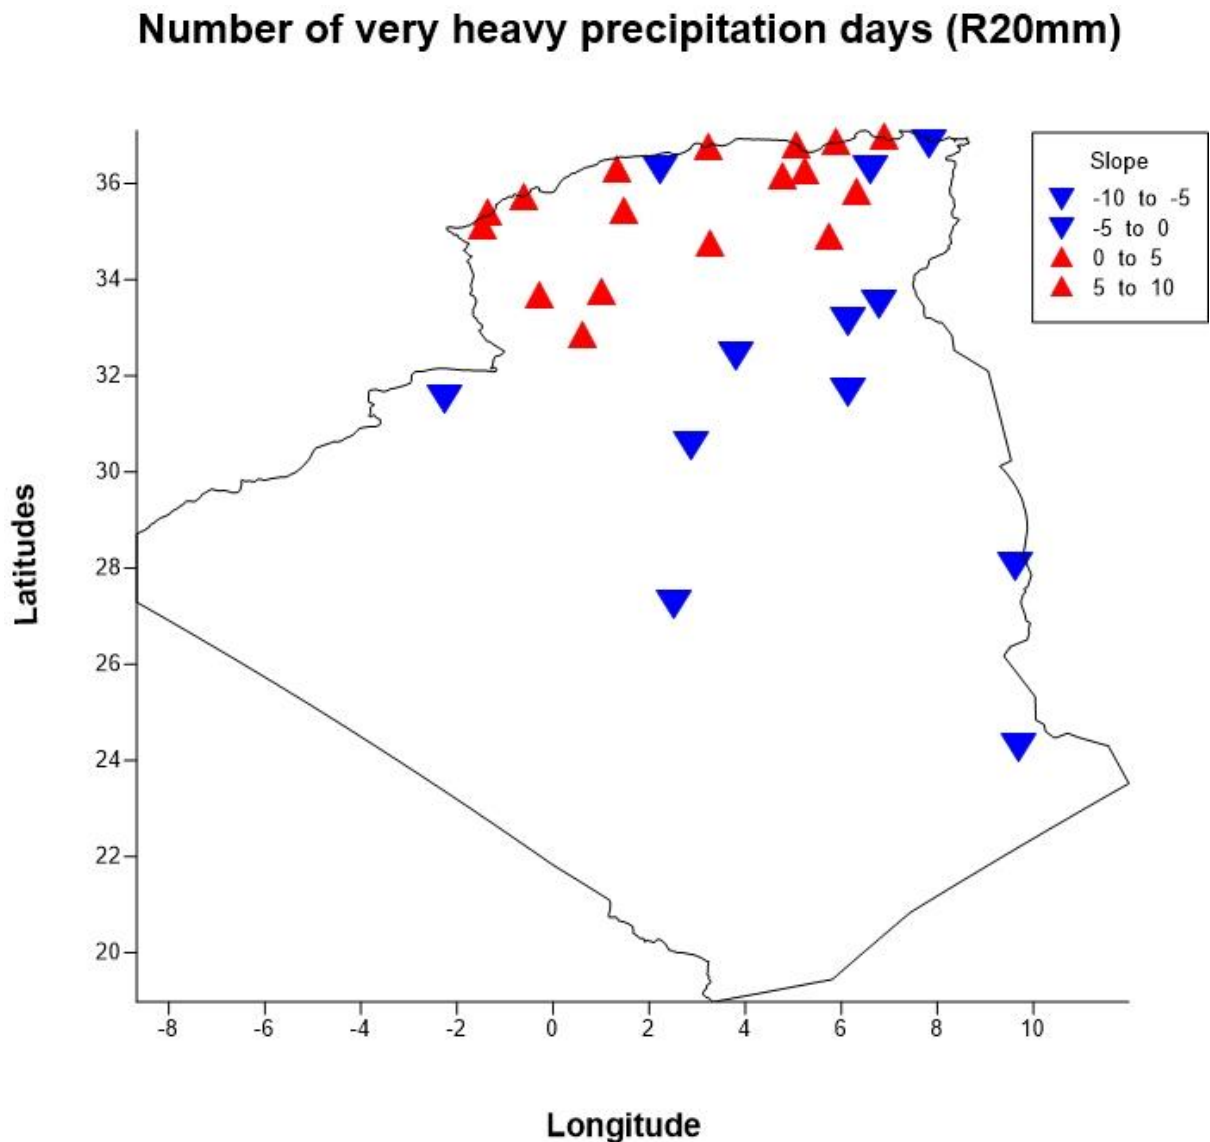 Number of very heavy precipitation days (R20mm)
Slope
-10 to -5
-5 to 0
0 to 5
5 to 10
36
34
32
30
28
26
24
22
20
Latitudes
-8 -6 -4 -2 0 2 4 6 8 10
Longitude